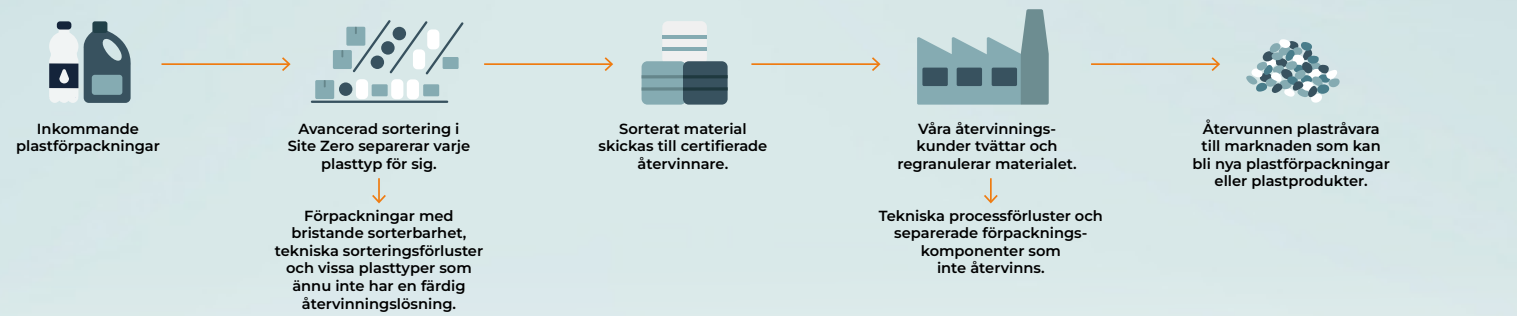 Inkommande
plastförpackningar
Avancerad sortering i
Site Zero separerar varje
plasttyp för sig.
Förpackningar med
bristande sorterbarhet,
tekniska sorteringsförluster
och vissa plasttyper som
ännu inte har en färdig
återvinningslösning.
Sorterat material
skickas till certifierade
återvinnare.
Våra återvinnings-
kunder tvättar och
regranulerar materialet.
Tekniska processförluster och
separerade förpacknings-
komponenter som
inte återvinns.
Återvunnen plastråvara
till marknaden som kan
bli nya plastförpackningar
eller plastprodukter.